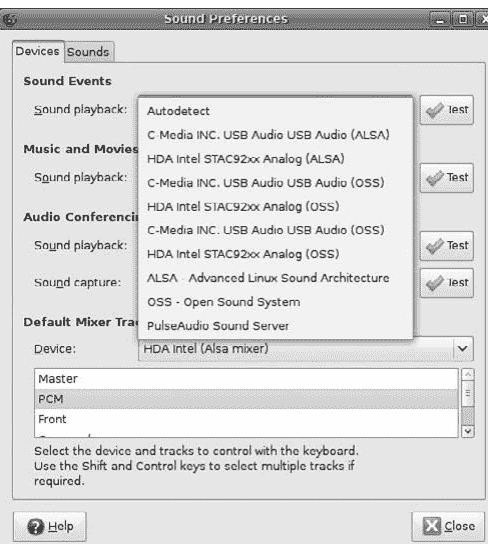 Sound Preferences
Devices Sounds
Sound Events
Sound playback: Test
Autodetect
C-Media INC. USB Audio USB Audio (ALSA)
HDA Intel STAC92xx Analog (ALSA)
C-Media INC. USB Audio USB Audio (OSS)
HDA Intel STAC92xx Analog (OSS)
C-Media INC. USB Audio USB Audio (OSS)
HDA Intel STAC92xx Analog (OSS)
ALSA - Advanced Linux Sound Architecture
OSS - Open Sound System
PulseAudio Sound Server
Music and Movies
Sound playback: Test
Audio Conferencin
Sound playback: Test
Sound capture: Test
Default Mixer Tra
Device: HDA Intel (Alsa mixer)
Master
PCM
Front
Select the device and tracks to control with the keyboard.
Use the Shift and Control keys to select multiple tracks if
required.
Help Close